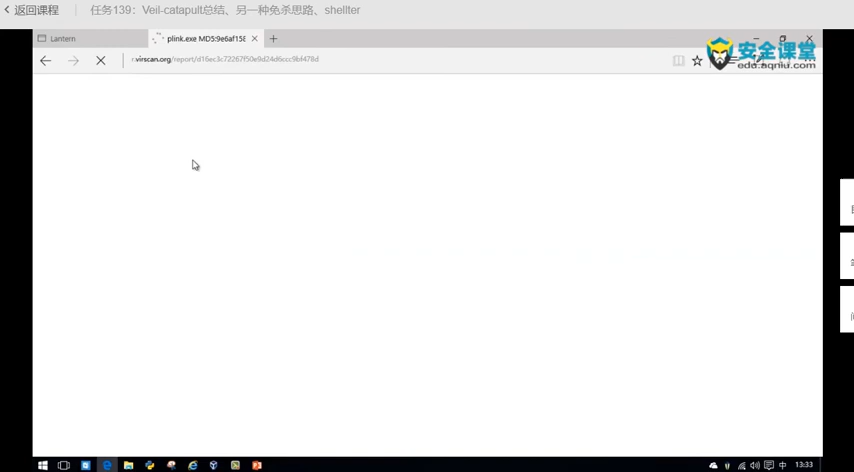 返回课程 任务139：Veil-catapult总结、另一种免杀思路、shellter
Lantern plink.exe MD5:9e6af15
安全课堂
r.virscan.org/report/d16ec3c72267f50e9d24d6ccc9bf478d
edu.aqniu.com
中 13:33